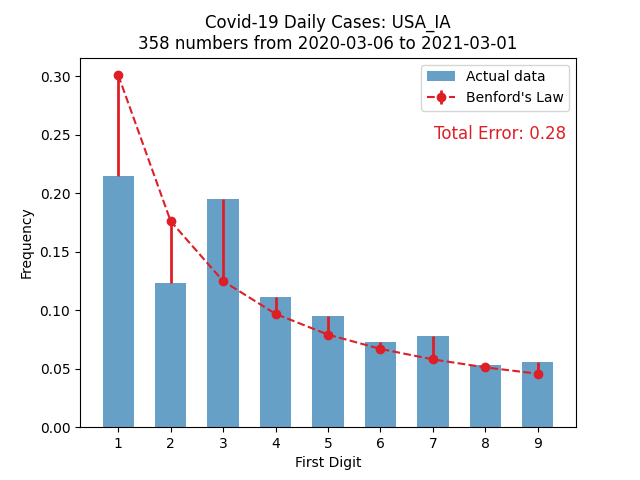 Covid-19 Daily Cases: USA_IA
358 numbers from 2020-03-06 to 2021-03-01
Actual data
Benford's Law
Total Error: 0.28
0.30
0.25
0.20
0.15
0.10
0.05
0.00
Frequency
1 2 3 4 5 6 7 8 9
First Digit